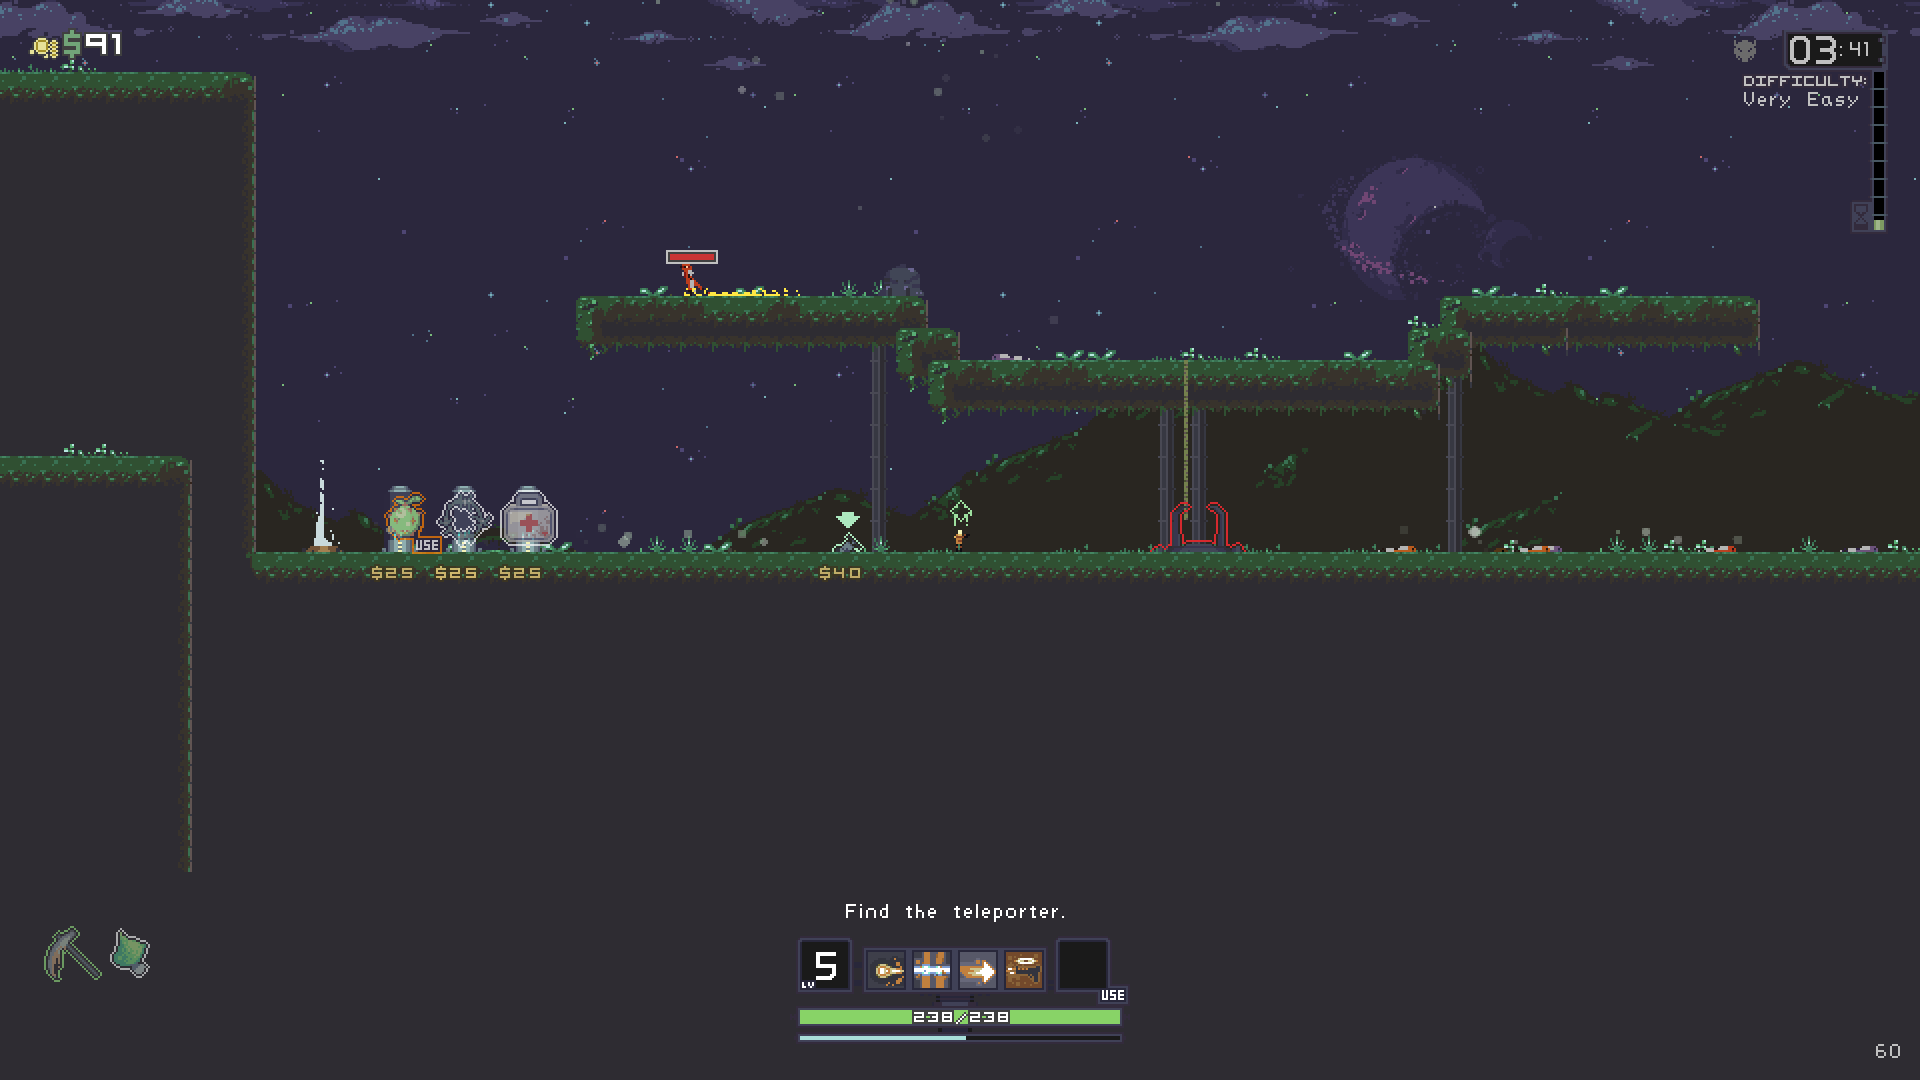 $91
03:41
DIFFICULTY:
Very Easy
USE
$25 $25 $25
$40
Find the teleporter.
5
LV
USE
238/238
60